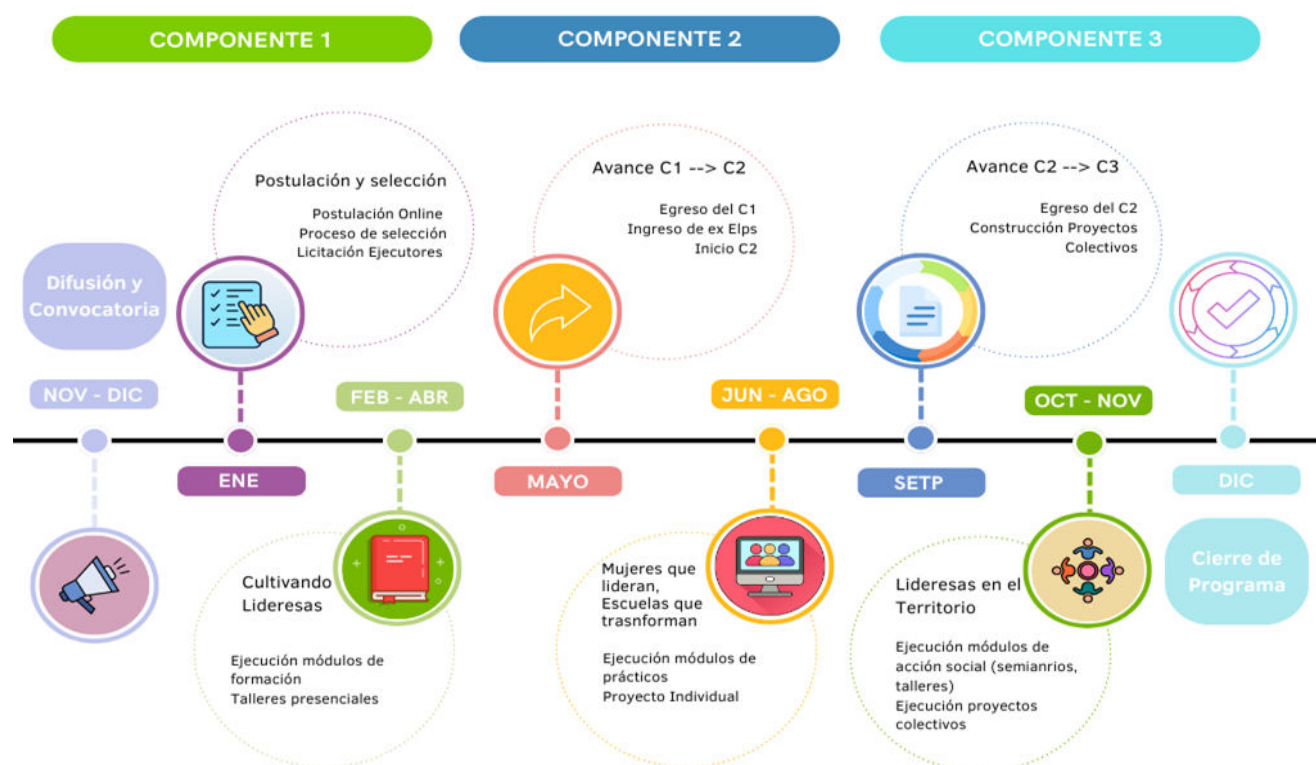 COMPONENTE 1
COMPONENTE 2
COMPONENTE 3
Difusión y
Convocatoria
NOV - DIC
Postulación y selección
Postulación Online
Proceso de selección
Licitación Ejecutores
ENE
FEB - ABR
Cultivando
Lideresas
Ejecución módulos de
formación
Talleres presenciales
Avance C1 --> C2
Egreso del C1
Ingreso de ex Elps
Inicio C2
MAYO
JUN - AGO
Mujeres que
lideran,
Escuelas que
trasnforman
Ejecución módulos de
prácticos
Proyecto Individual
Avance C2 --> C3
Egreso del C2
Construcción Proyectos
Colectivos
SETP
OCT - NOV
Lideresas en el
Territorio
Ejecución módulos de
acción social (semianrios,
talleres)
Ejecución proyectos
colectivos
DIC
Cierre de
Programa